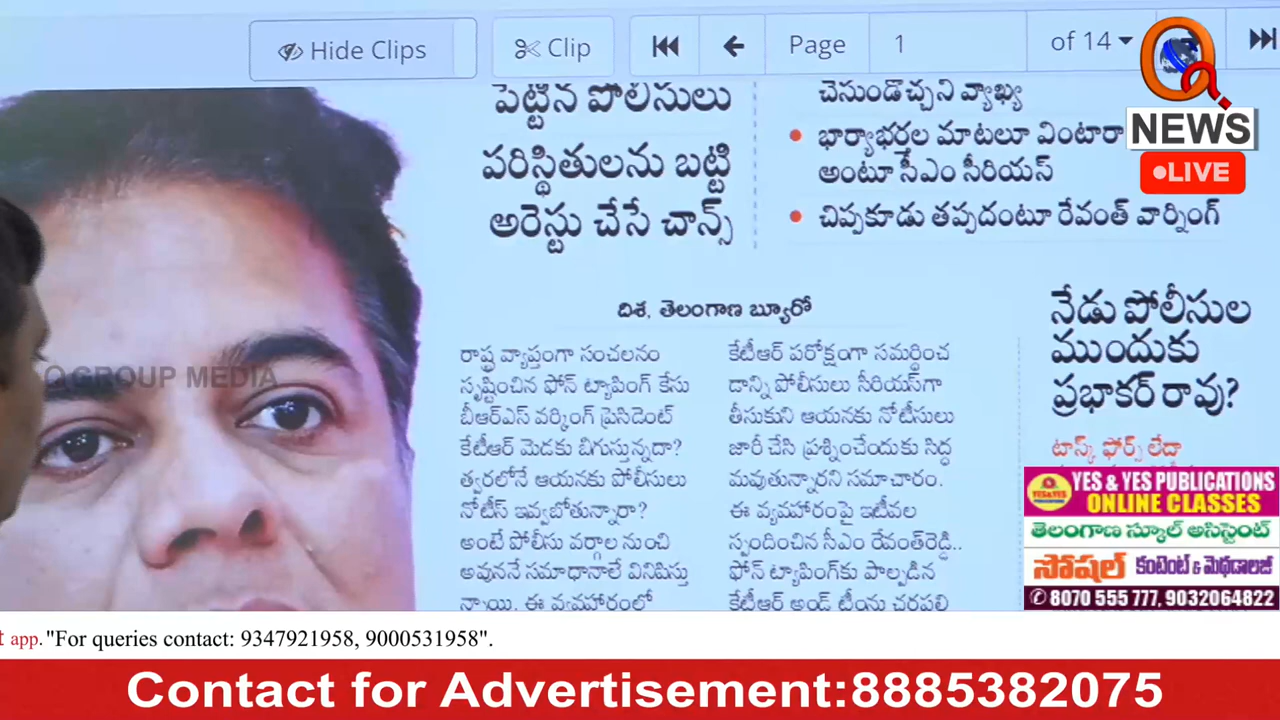 Hide Clips
Clip
Page
1
of 14
NEWS
LIVE
పెట్టిన పోలీసులు
పరిస్థితులను బట్టి
అరెస్టు చేసే చాన్స్
చేసుండొచ్చని వ్యాఖ్య
• భార్యాభర్తల మాటలూ వింటారా
అంటూ సీఎం సీరియస్
• చిప్పకూడు తప్పదంటూ రేవంత్ వార్నింగ్
దిశ, తెలంగాణ బ్యూరో
రాష్ట్ర వ్యాప్తంగా సంచలనం
సృష్టించిన ఫోన్ ట్యాపింగ్ కేసు
బీఆర్ఎస్ వర్కింగ్ ప్రెసిడెంట్
కేటీఆర్ మెడకు బిగుస్తున్నదా?
త్వరలోనే ఆయనకు పోలీసులు
నోటీస్ ఇవ్వబోతున్నారా?
అంటే పోలీసు వర్గాల నుంచి
అవుననే సమాధానాలే వినిపిస్తు
న్నాయి. ఈ వ్యవహారంలో
కేటీఆర్ పరోక్షంగా సమర్థించ
డాన్ని పోలీసులు సీరియస్‌గా
తీసుకుని ఆయనకు నోటీసులు
జారీ చేసి ప్రశ్నించేందుకు సిద్ధ
మవుతున్నారని సమాచారం.
ఈ వ్యవహారంపై ఇటీవల
స్పందించిన సీఎం రేవంత్‌రెడ్డి..
ఫోన్ ట్యాపింగ్‌కు పాల్పడిన
కేటీఆర్ అండ్ టీంను చర్లపల్లి
నేడు పోలీసుల
ముందుకు
ప్రభాకర్ రావు?
టాస్క్ ఫోర్స్ లేదా
Q GROUP MEDIA
YES & YES PUBLICATIONS
ONLINE CLASSES
తెలంగాణ స్కూల్ అసిస్టెంట్
సోషల్ కంటెంట్ & మెథడాలజీ
8070 555 777, 9032064822
t app. "For queries contact: 9347921958, 9000531958".
Contact for Advertisement:8885382075